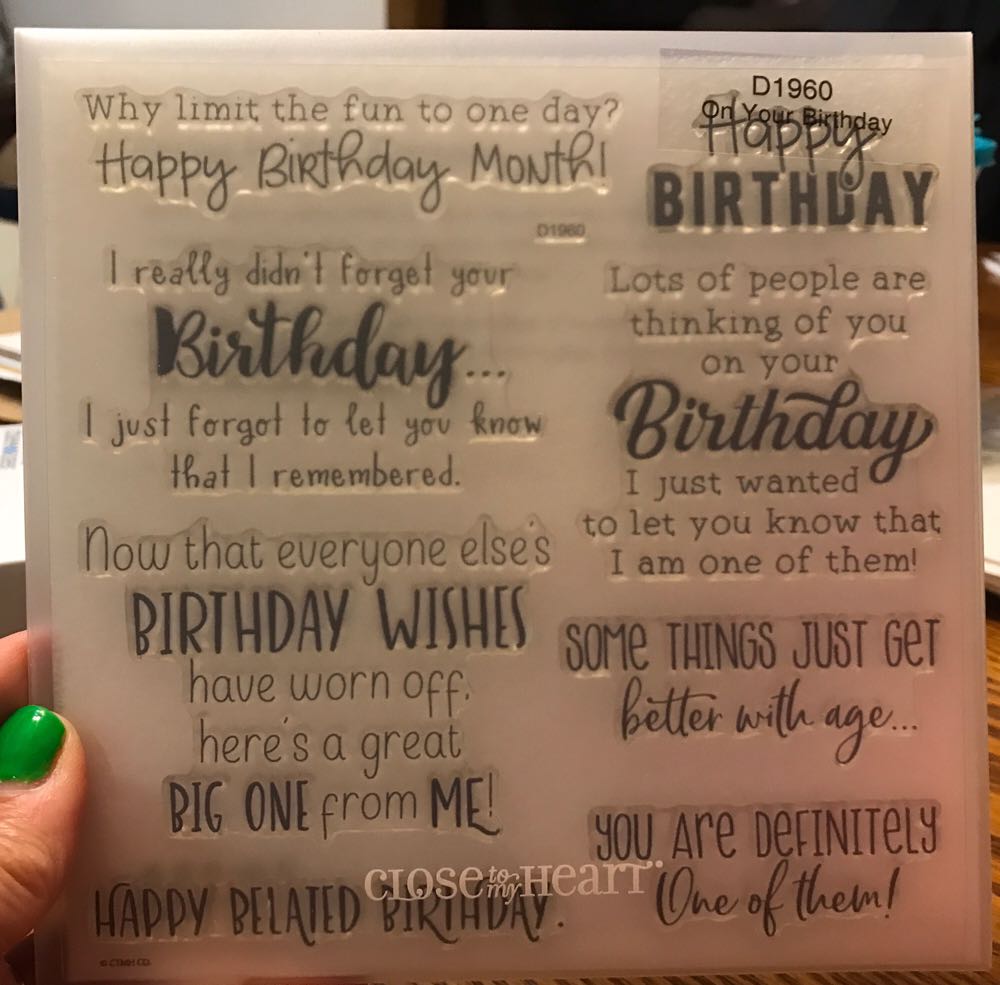 Why limit the fun to one day?
Happy Birthday Month!
D1960
I really didn't forget your
Birthday...
I just forgot to let you know
that I remembered.
Now that everyone else's
BIRTHDAY WISHES
have worn off,
here's a great
BIG ONE from ME!
HAPPY BELATED BIRTHDAY.
© CTMH CO.
D1960
On Your Birthday
Happy
BIRTHDAY
Lots of people are
thinking of you
on your
Birthday
I just wanted
to let you know that
I am one of them!
SOME THINGS JUST GET
better with age...
YOU ARE DEFINITELY
One of them!
CLOSE to my HEART™